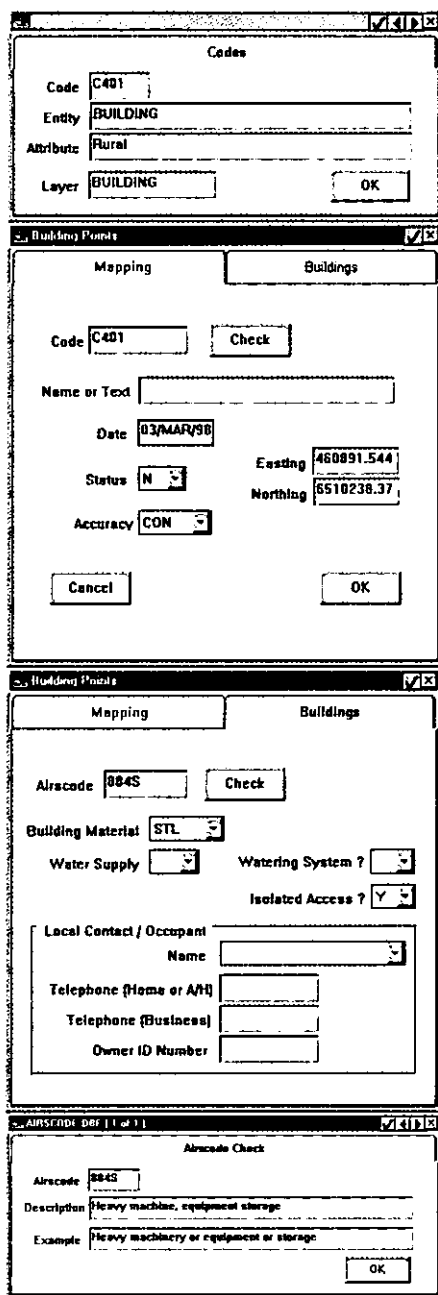 Codes
Code C401
Entity BUILDING
Attribute Rural
Layer BUILDING OK
Building Points
Mapping Buildings
Code C401 Check
Name or Text
Date 03/MAR/98
Easting 460891.544
Status N
Northing 6510238.37
Accuracy CON
Cancel OK
Building Points
Mapping Buildings
Airscode 884S Check
Building Material STL
Water Supply Watering System ?
Isolated Access ? Y
Local Contact / Occupant
Name
Telephone (Home or A/H)
Telephone (Business)
Owner ID Number
AIRSCODE.DBF [1 of 1]
Airscode Check
Airscode 884S
Description Heavy machine, equipment storage
Example Heavy machinery or equipment or storage
OK